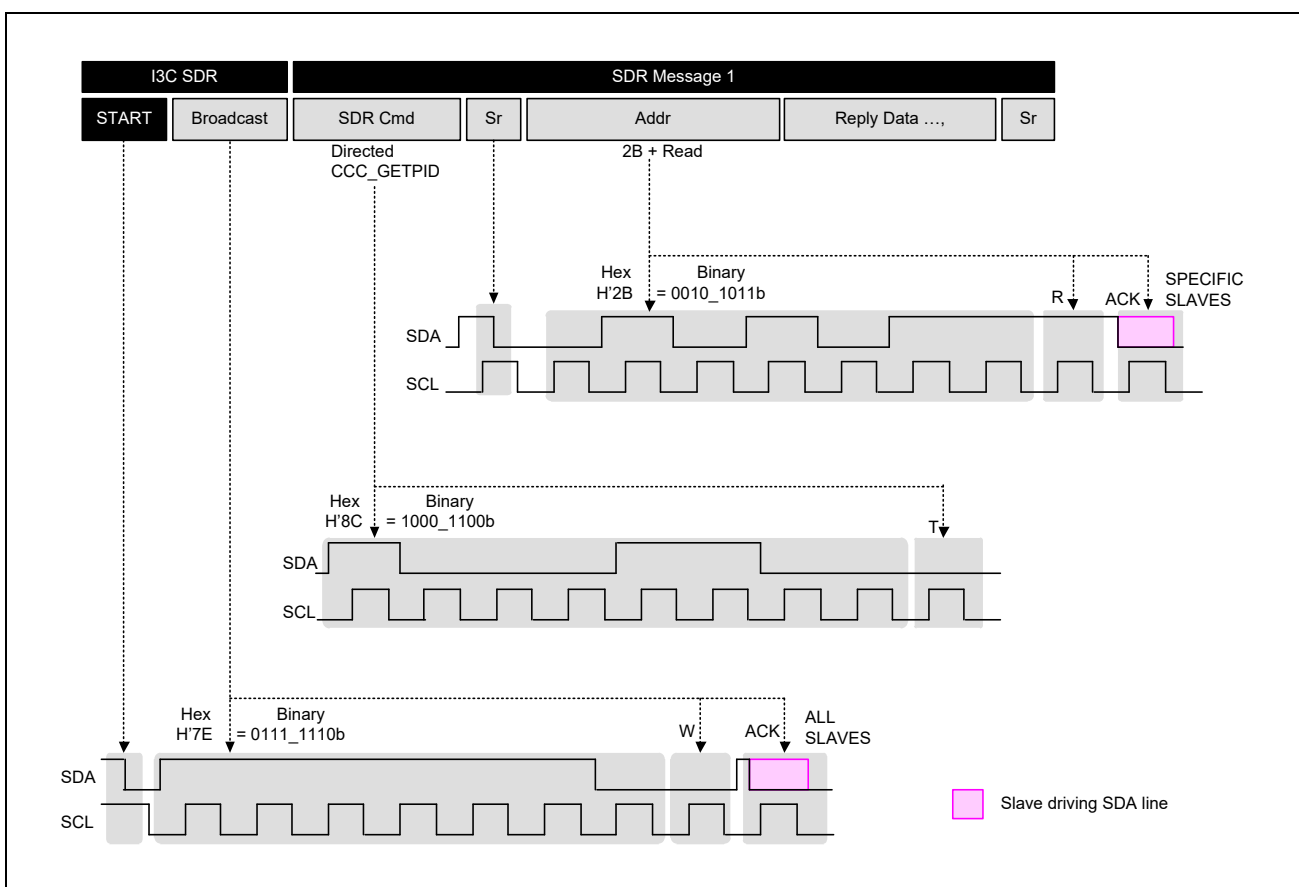 I3C SDR
SDR Message 1
START
Broadcast
SDR Cmd
Sr
Addr
Reply Data …,
Sr
Directed
CCC_GETPID
2B + Read
Hex
H'2B
Binary
= 0010_1011b
R
ACK
SPECIFIC
SLAVES
SDA
SCL
Hex
H'8C
Binary
= 1000_1100b
T
SDA
SCL
Hex
H'7E
Binary
= 0111_1110b
W
ACK
ALL
SLAVES
SDA
SCL
Slave driving SDA line